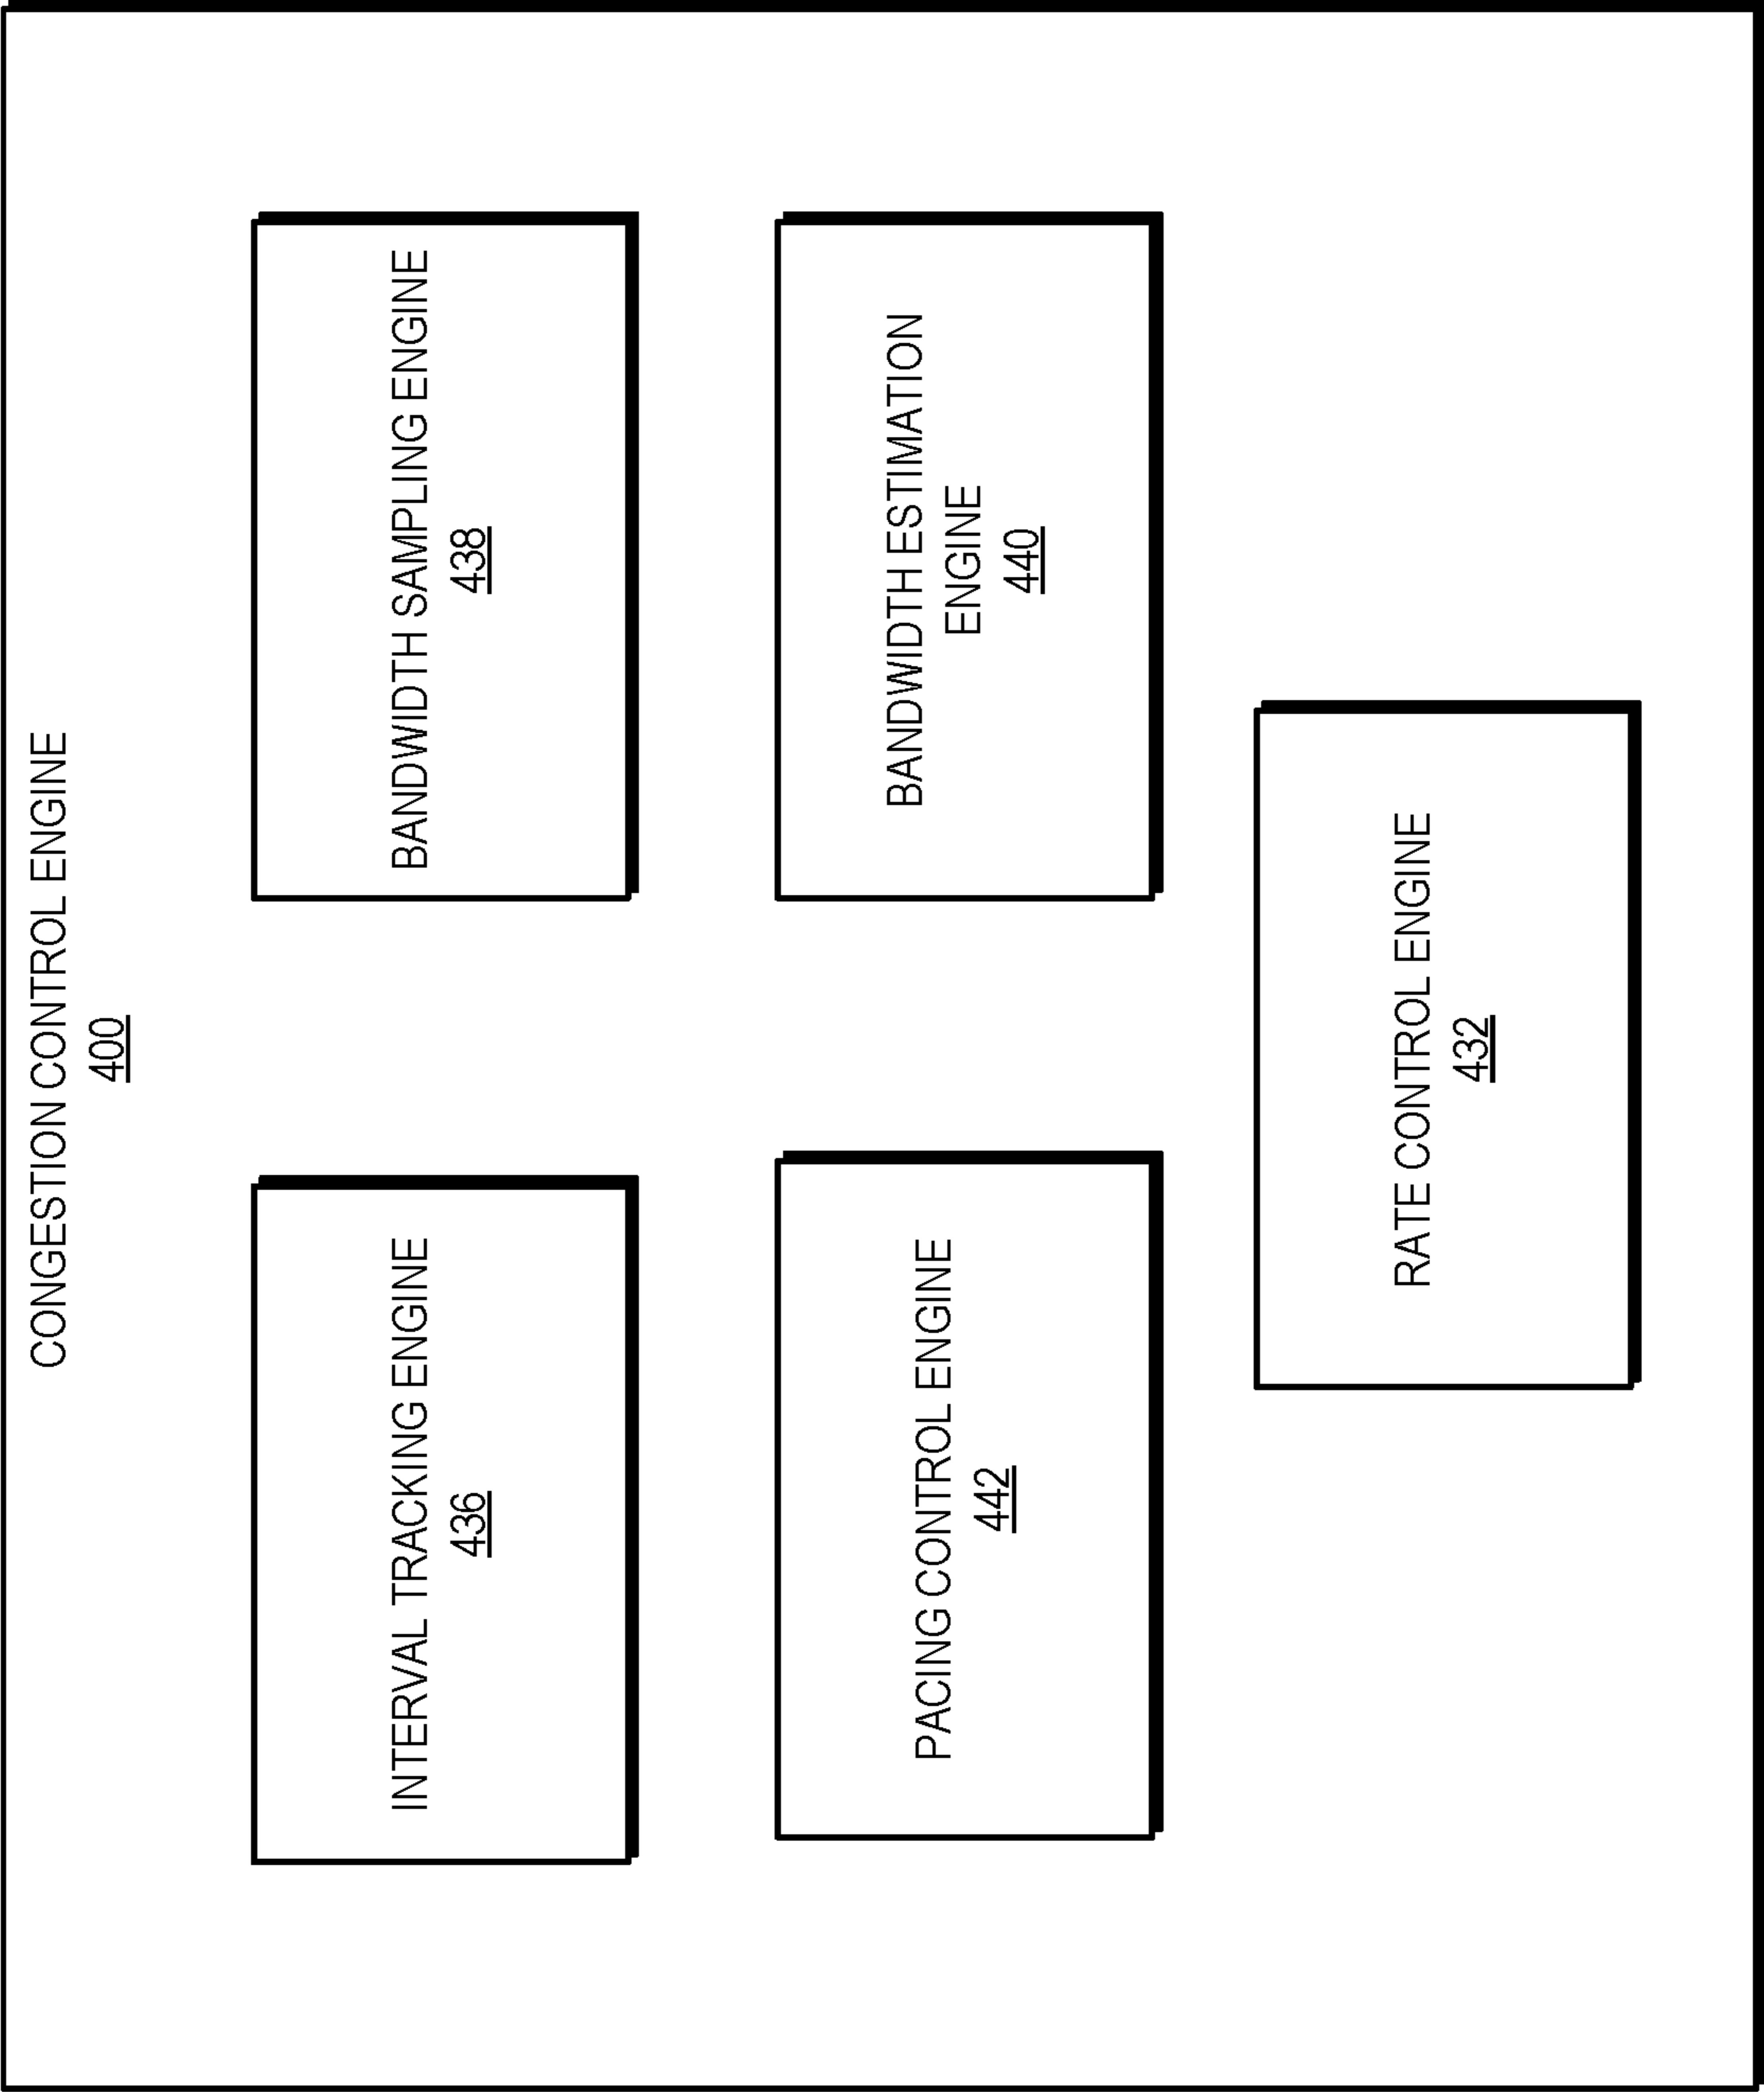 CONGESTION CONTROL ENGINE
400
INTERVAL TRACKING ENGINE
436
BANDWIDTH SAMPLING ENGINE
438
PACING CONTROL ENGINE
442
BANDWIDTH ESTIMATION
ENGINE
440
RATE CONTROL ENGINE
432